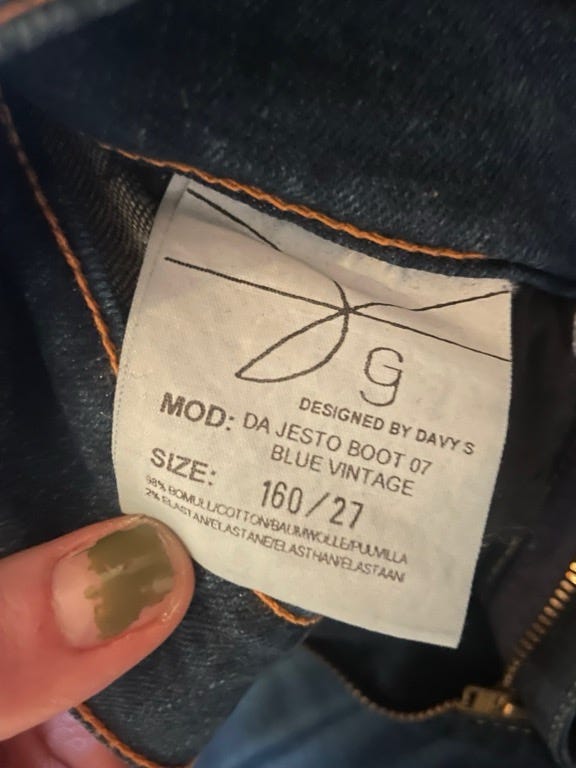 g
DESIGNED BY DAVY S
MOD: DA JESTO BOOT 07
BLUE VINTAGE
SIZE: 160/27
98% BOMULL/COTTON/BAUMWOLLE/PUUVILLA
2% ELASTAN/ELASTANE/ELASTHAN/ELASTAANI